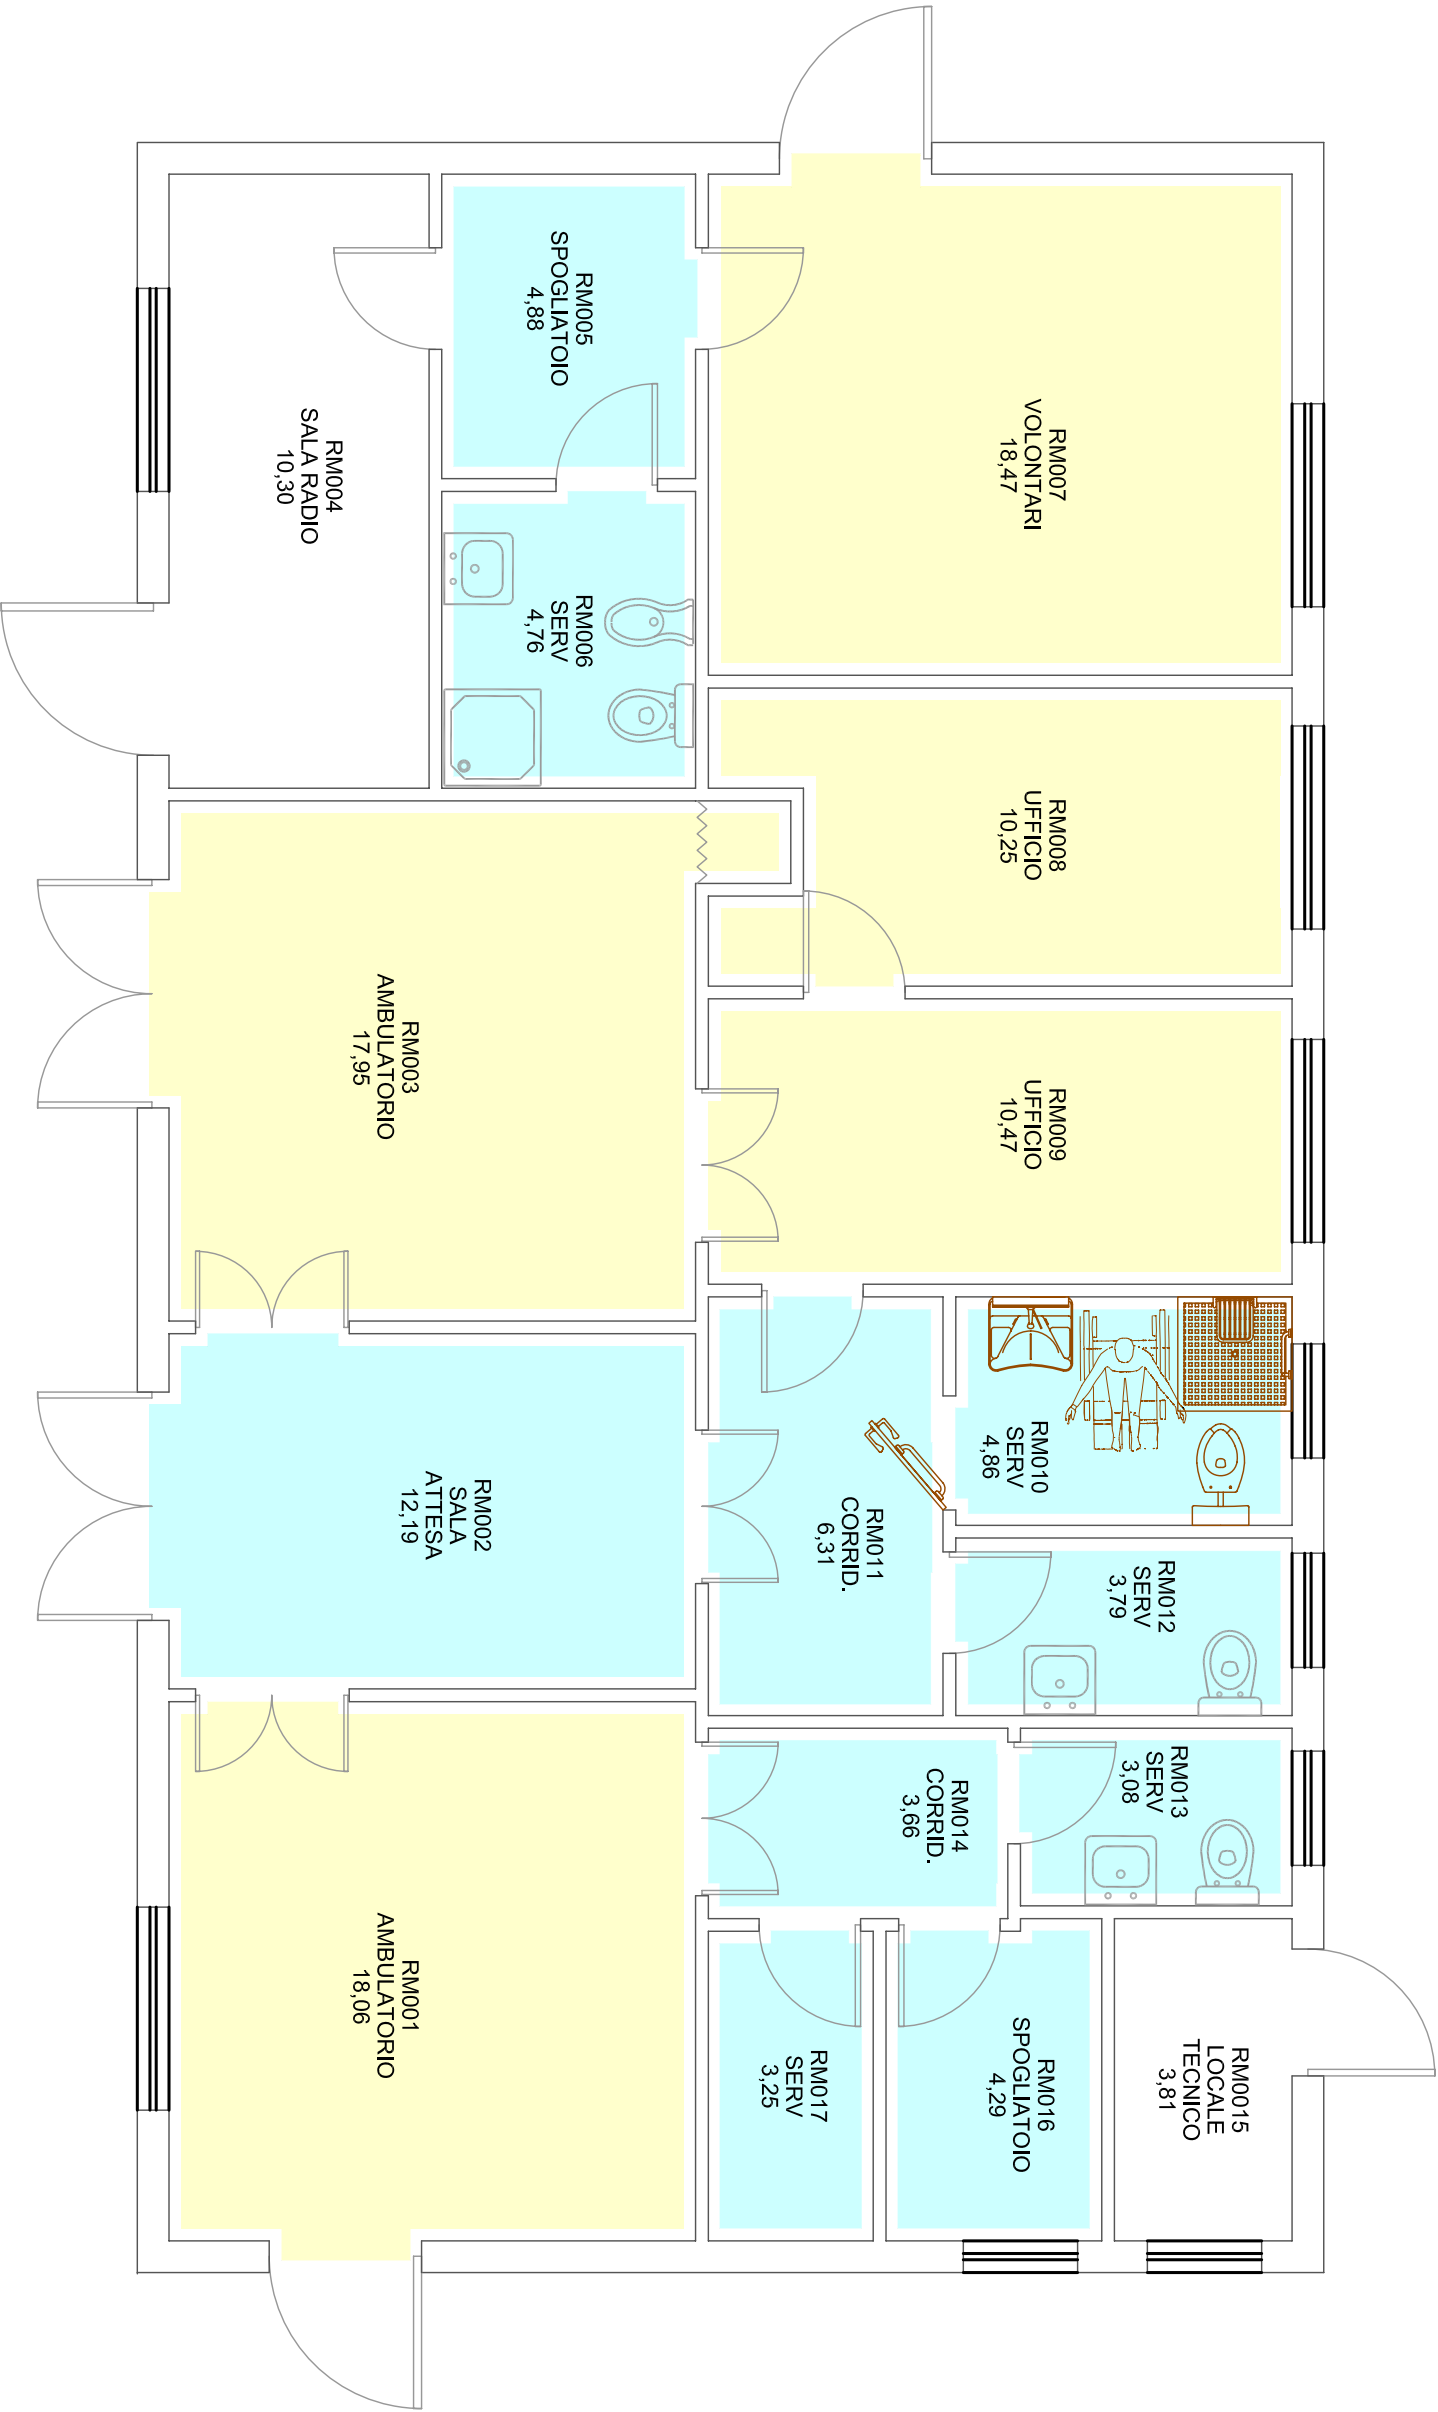 RM005
SPOGLIATOIO
4,88
RM004
SALA RADIO
10,30
RM007
VOLONTARI
18,47
RM006
SERV
4,76
RM008
UFFICIO
10,25
RM003
AMBULATORIO
17,95
RM009
UFFICIO
10,47
RM010
SERV
4,86
RM002
SALA
ATTESA
12,19
RM011
CORRID.
6,31
RM012
SERV
3,79
RM013
SERV
3,08
RM014
CORRID.
3,66
RM001
AMBULATORIO
18,06
RM017
SERV
3,25
RM016
SPOGLIATOIO
4,29
RM0015
LOCALE
TECNICO
3,81